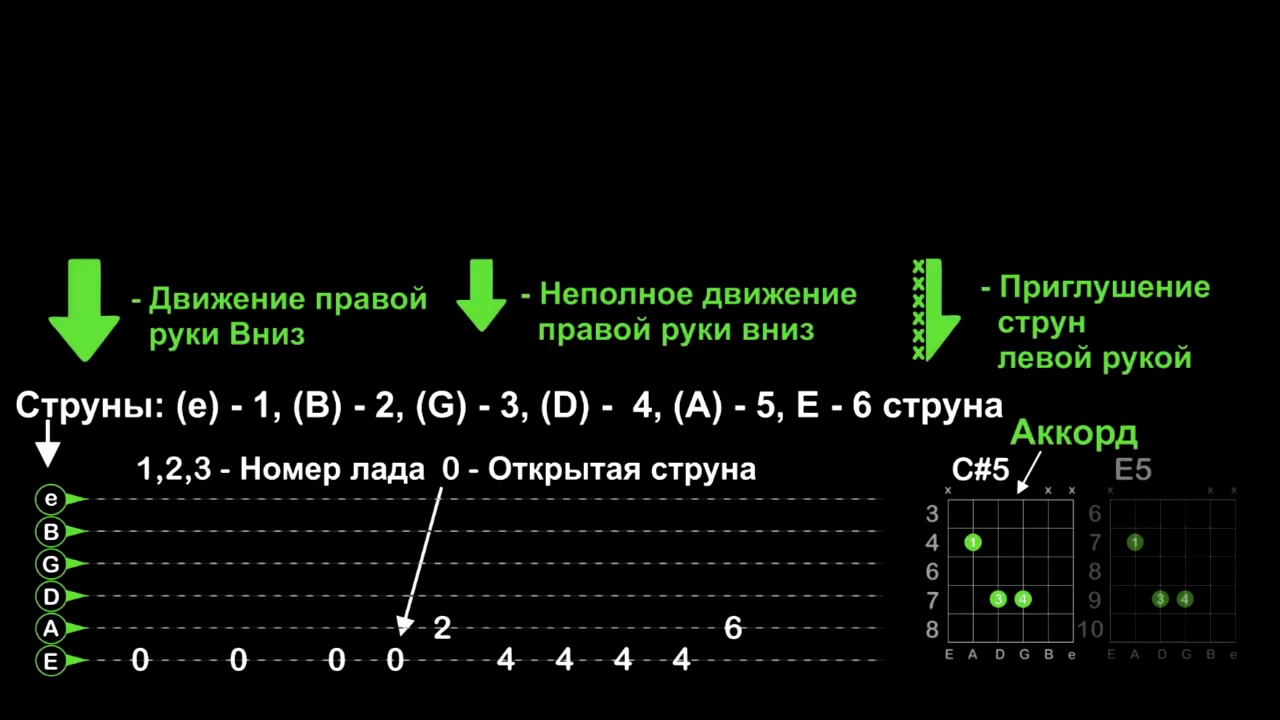 - Движение правой
руки Вниз
- Неполное движение
правой руки вниз
- Приглушение
струн
левой рукой
Струны: (e) - 1, (B) - 2, (G) - 3, (D) - 4, (A) - 5, E - 6 струна
Аккорд
1,2,3 - Номер лада 0 - Открытая струна
e
B
G
D
A 2 6
E 0 0 0 0 4 4 4 4
C#5
x x x
3
4 1
6
7 3 4
8
E A D G B e
E5
x x x
6
7 1
8
9 3 4
10
E A D G B e